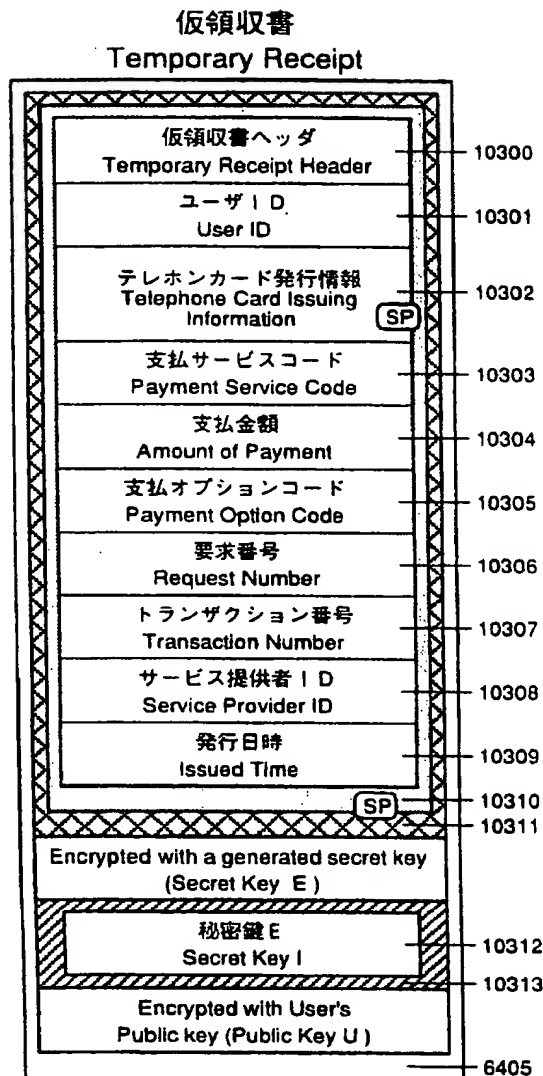 仮領収書
Temporary Receipt
仮領収書ヘッダ
Temporary Receipt Header
10300
ユーザID
User ID
10301
テレホンカード発行情報
Telephone Card Issuing
Information
10302
SP
支払サービスコード
Payment Service Code
10303
支払金額
Amount of Payment
10304
支払オプションコード
Payment Option Code
10305
要求番号
Request Number
10306
トランザクション番号
Transaction Number
10307
サービス提供者ID
Service Provider ID
10308
発行日時
Issued Time
10309
SP
10310
10311
Encrypted with a generated secret key
(Secret Key E)
秘密鍵E
Secret Key I
10312
10313
Encrypted with User's
Public key (Public Key U)
6405